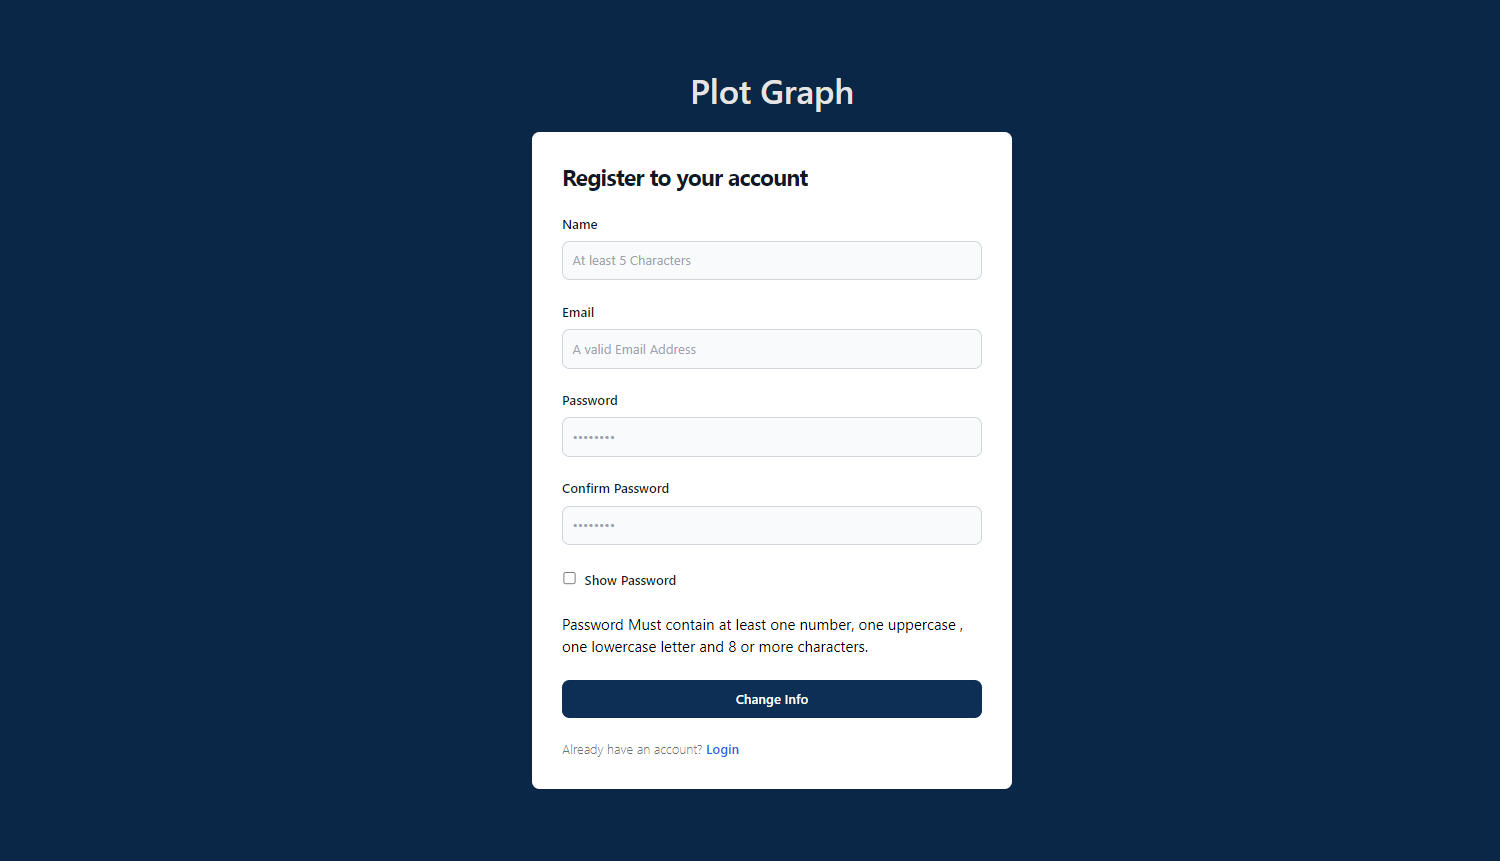 Plot Graph
Register to your account
Name
At least 5 Characters
Email
A valid Email Address
Password
••••••••
Confirm Password
••••••••
Show Password
Password Must contain at least one number, one uppercase ,
one lowercase letter and 8 or more characters.
Change Info
Already have an account? Login